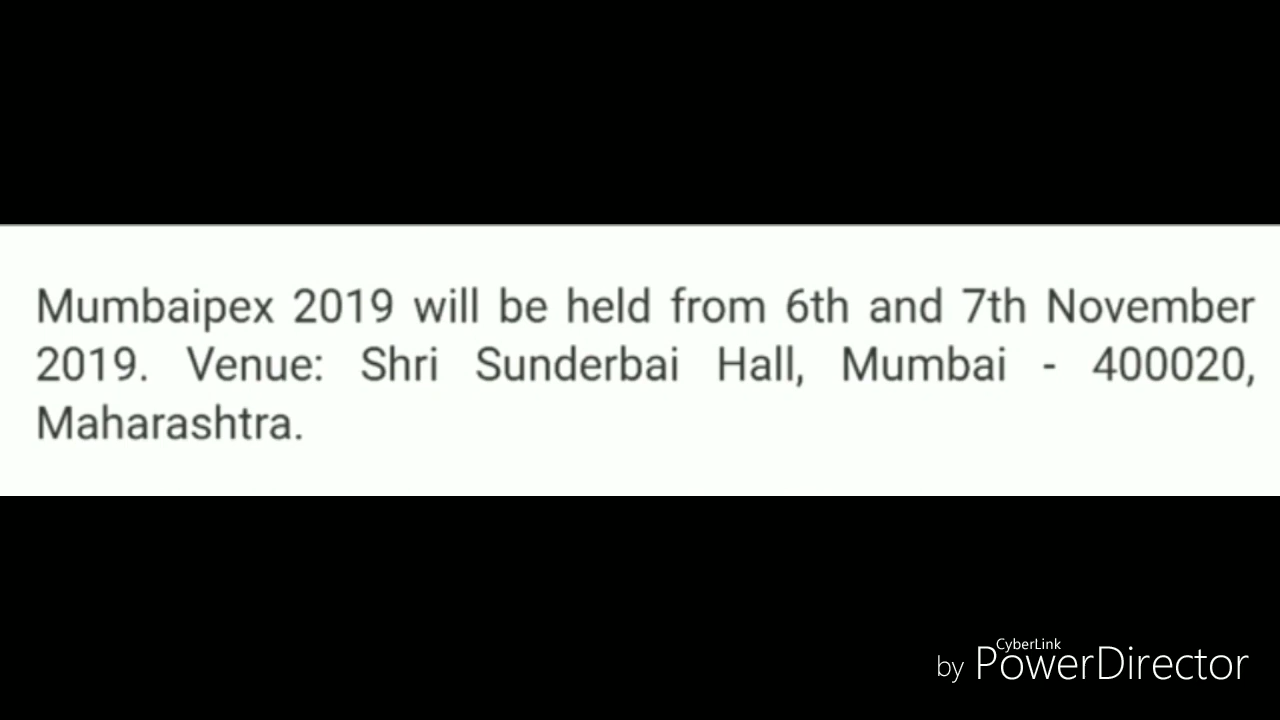 Mumbaipex 2019 will be held from 6th and 7th November
2019. Venue: Shri Sunderbai Hall, Mumbai - 400020,
Maharashtra.
CyberLink
by PowerDirector